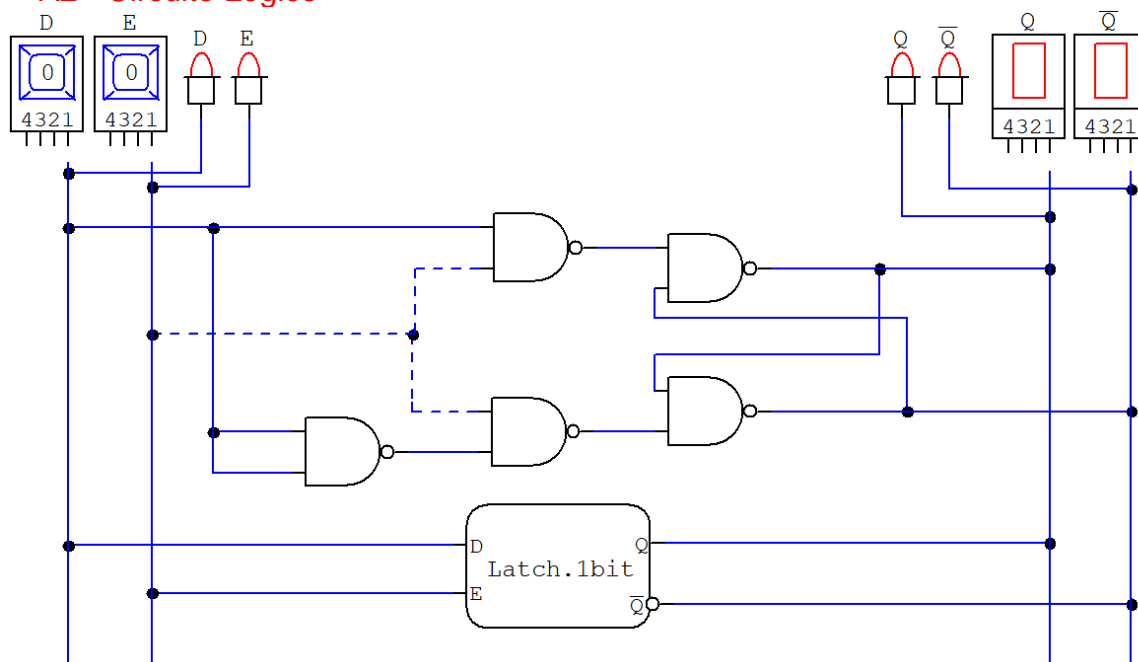 D E D E Q Q̅ Q Q̅
0 0
4321 4321 4321 4321
D Q
Latch.1bit
E Q̅